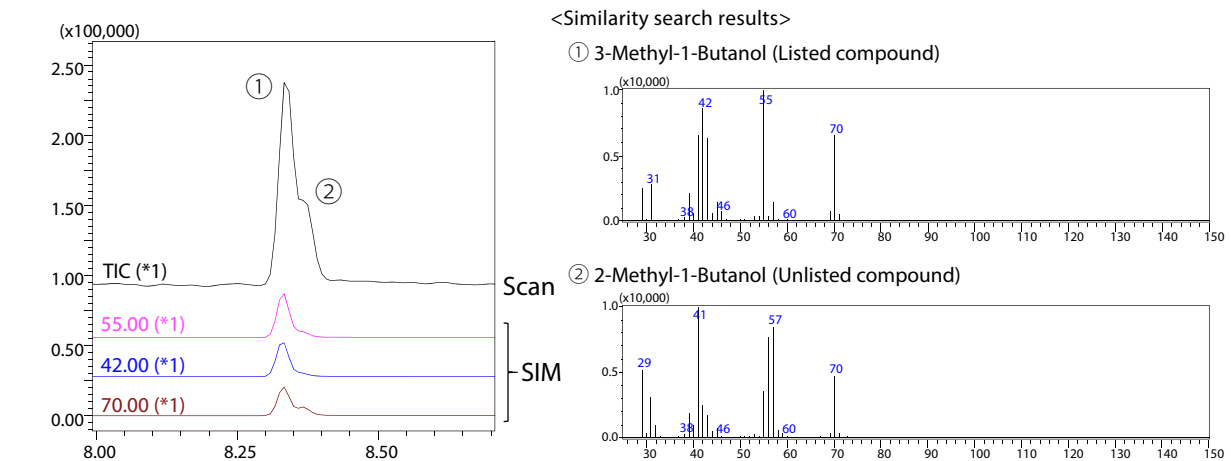 (x100,000)
2.50
2.00
1.50
1.00
0.50
0.00
①
②
TIC (*1)
55.00 (*1)
42.00 (*1)
70.00 (*1)
8.00 8.25 8.50
Scan
SIM
<Similarity search results>
① 3-Methyl-1-Butanol (Listed compound)
(x10,000)
1.0
0.5
0.0
31 38 42 46 55 60 70
30 40 50 60 70 80 90 100 110 120 130 140 150
② 2-Methyl-1-Butanol (Unlisted compound)
(x10,000)
1.0
0.5
0.0
29 38 41 46 57 60 70
30 40 50 60 70 80 90 100 110 120 130 140 150